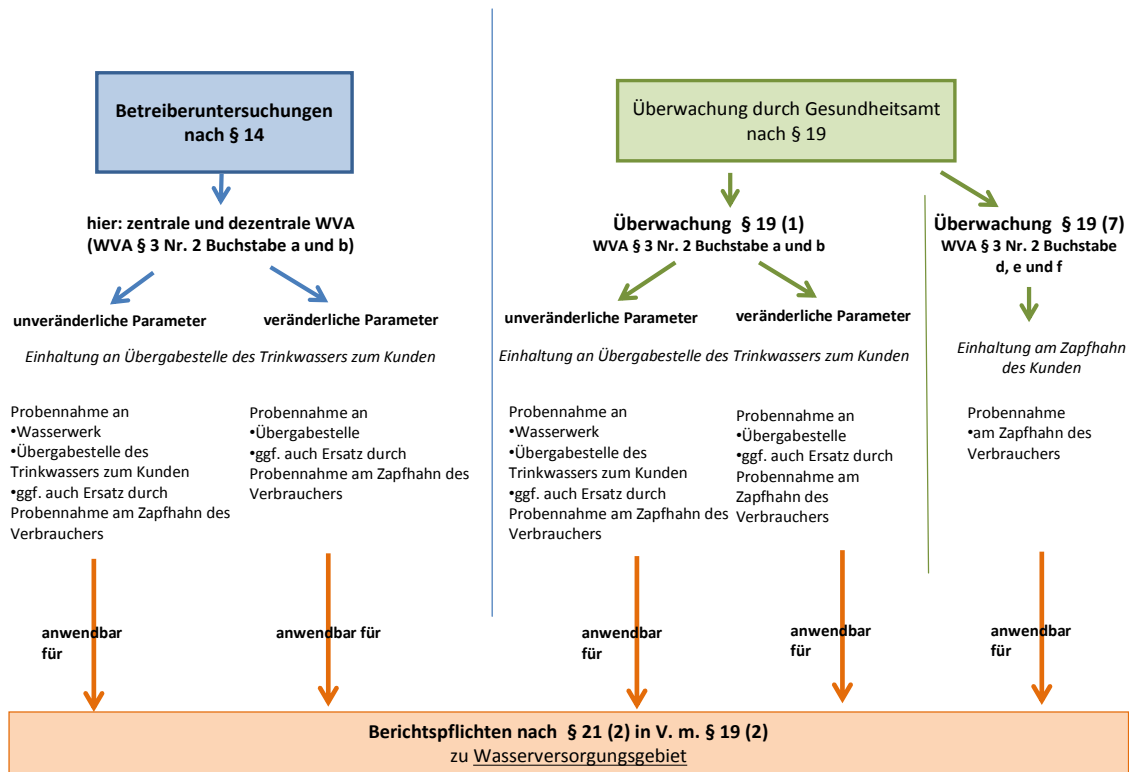 Betreiberuntersuchungen
nach § 14
hier: zentrale und dezentrale WVA
(WVA § 3 Nr. 2 Buchstabe a und b)
unveränderliche Parameter
veränderliche Parameter
Einhaltung an Übergabestelle des Trinkwassers zum Kunden
Probennahme an
•Wasserwerk
•Übergabestelle des
Trinkwassers zum Kunden
•ggf. auch Ersatz durch
Probennahme am Zapfhahn des
Verbrauchers
Probennahme an
•Übergabestelle
•ggf. auch Ersatz durch
Probennahme am Zapfhahn des
Verbrauchers
anwendbar
für
anwendbar für
Überwachung durch Gesundheitsamt
nach § 19
Überwachung § 19 (1)
WVA § 3 Nr. 2 Buchstabe a und b
unveränderliche Parameter
veränderliche Parameter
Einhaltung an Übergabestelle des Trinkwassers zum Kunden
Probennahme an
•Wasserwerk
•Übergabestelle des
Trinkwassers zum Kunden
•ggf. auch Ersatz durch
Probennahme am Zapfhahn des
Verbrauchers
Probennahme an
•Übergabestelle
•ggf. auch Ersatz durch
Probennahme am
Zapfhahn des
Verbrauchers
anwendbar
für
anwendbar
für
Überwachung § 19 (7)
WVA § 3 Nr. 2 Buchstabe
d, e und f
Einhaltung am Zapfhahn
des Kunden
Probennahme
•am Zapfhahn des
Verbrauchers
anwendbar
für
Berichtspflichten nach § 21 (2) in V. m. § 19 (2)
zu Wasserversorgungsgebiet